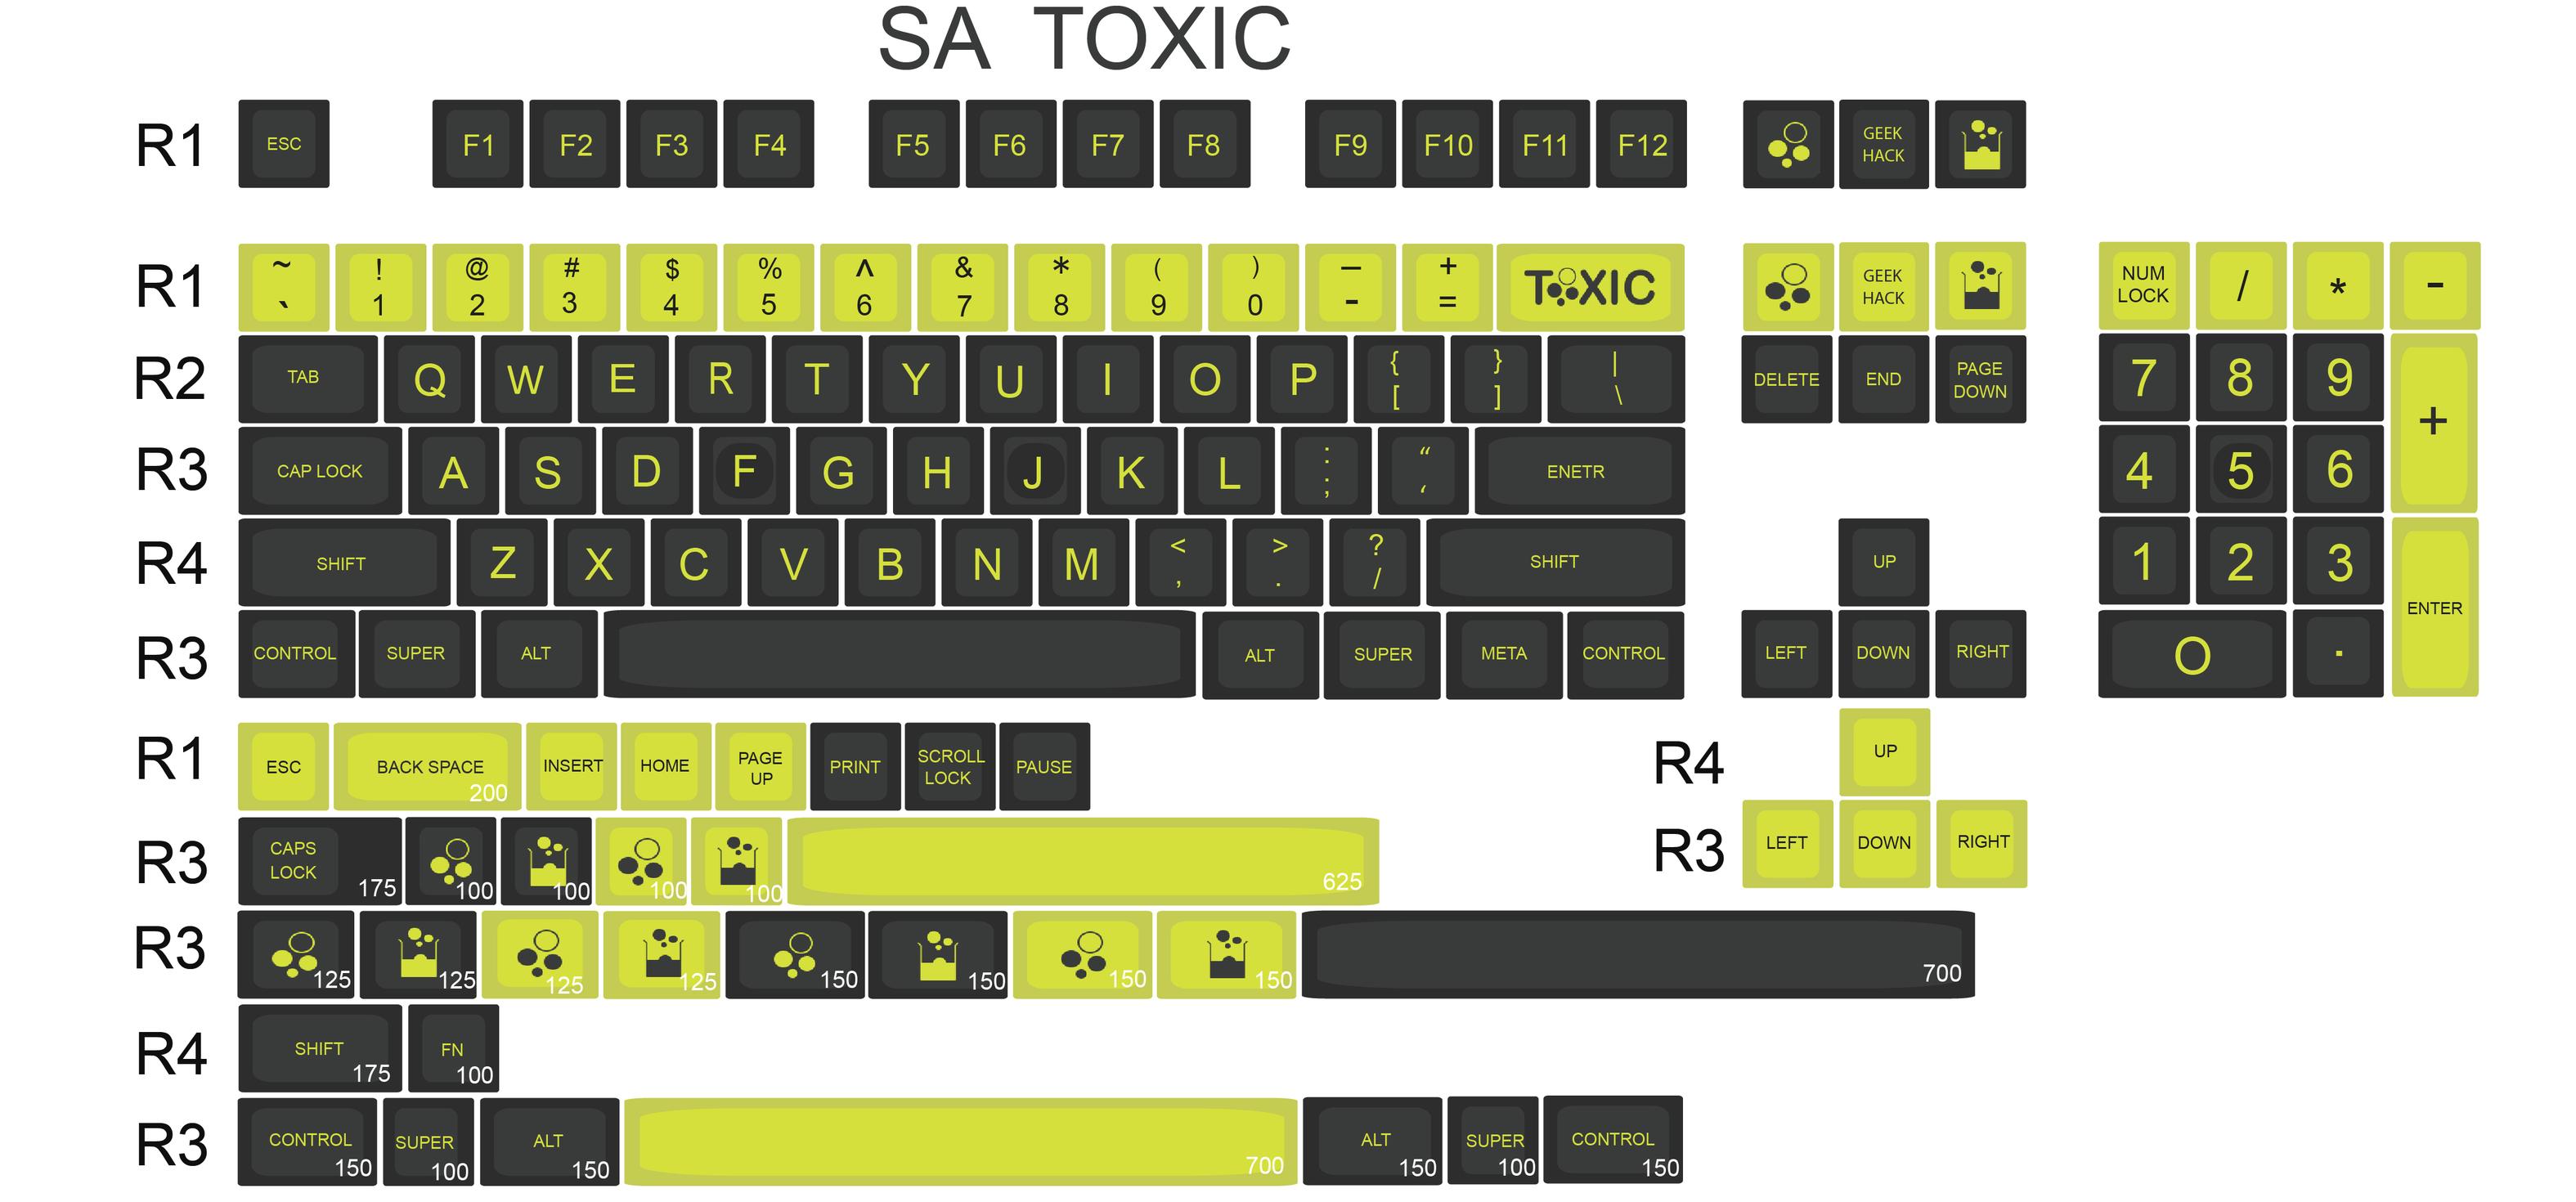 SA TOXIC
R1 ESC F1 F2 F3 F4 F5 F6 F7 F8 F9 F10 F11 F12 GEEK HACK
R1 ~ ` ! 1 @ 2 # 3 $ 4 % 5 ^ 6 & 7 * 8 ( 9 ) 0 – - + = TOXIC GEEK HACK NUM LOCK / * -
R2 TAB Q W E R T Y U I O P { [ } ] | \ DELETE END PAGE DOWN 7 8 9 +
R3 CAP LOCK A S D F G H J K L : ; “ ‘ ENETR 4 5 6
R4 SHIFT Z X C V B N M < , > . ? / SHIFT UP 1 2 3 ENTER
R3 CONTROL SUPER ALT ALT SUPER META CONTROL LEFT DOWN RIGHT O .
R1 ESC BACK SPACE 200 INSERT HOME PAGE UP PRINT SCROLL LOCK PAUSE R4 UP
R3 CAPS LOCK 175 100 100 100 100 625 R3 LEFT DOWN RIGHT
R3 125 125 125 125 150 150 150 150 700
R4 SHIFT 175 FN 100
R3 CONTROL 150 SUPER 100 ALT 150 700 ALT 150 SUPER 100 CONTROL 150